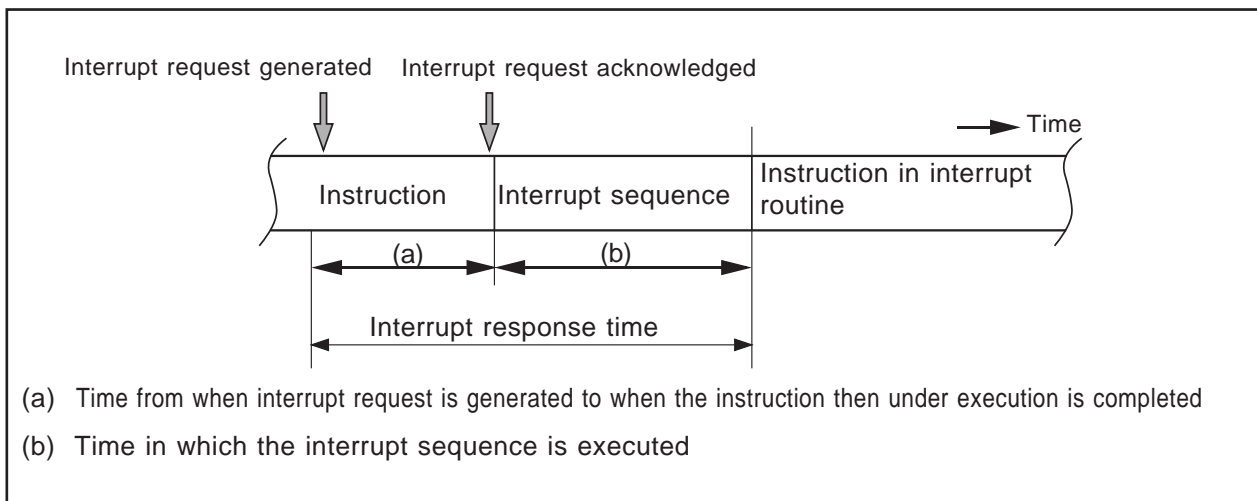 Interrupt request generated
Interrupt request acknowledged
Time
Instruction
Interrupt sequence
Instruction in interrupt
routine
(a)
(b)
Interrupt response time
(a) Time from when interrupt request is generated to when the instruction then under execution is completed
(b) Time in which the interrupt sequence is executed